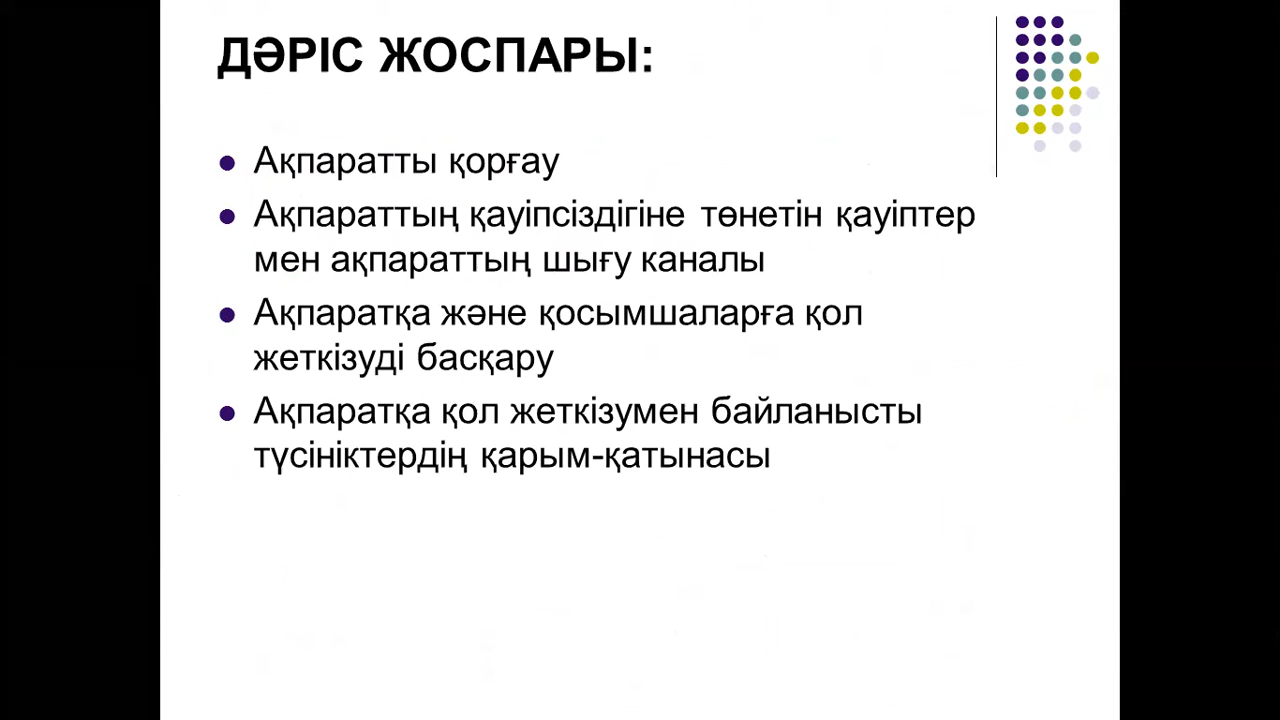 ДӘРІС ЖОСПАРЫ:
Ақпаратты қорғау
Ақпараттың қауіпсіздігіне төнетін қауіптер
мен ақпараттың шығу каналы
Ақпаратқа және қосымшаларға қол
жеткізуді басқару
Ақпаратқа қол жеткізумен байланысты
түсініктердің қарым-қатынасы